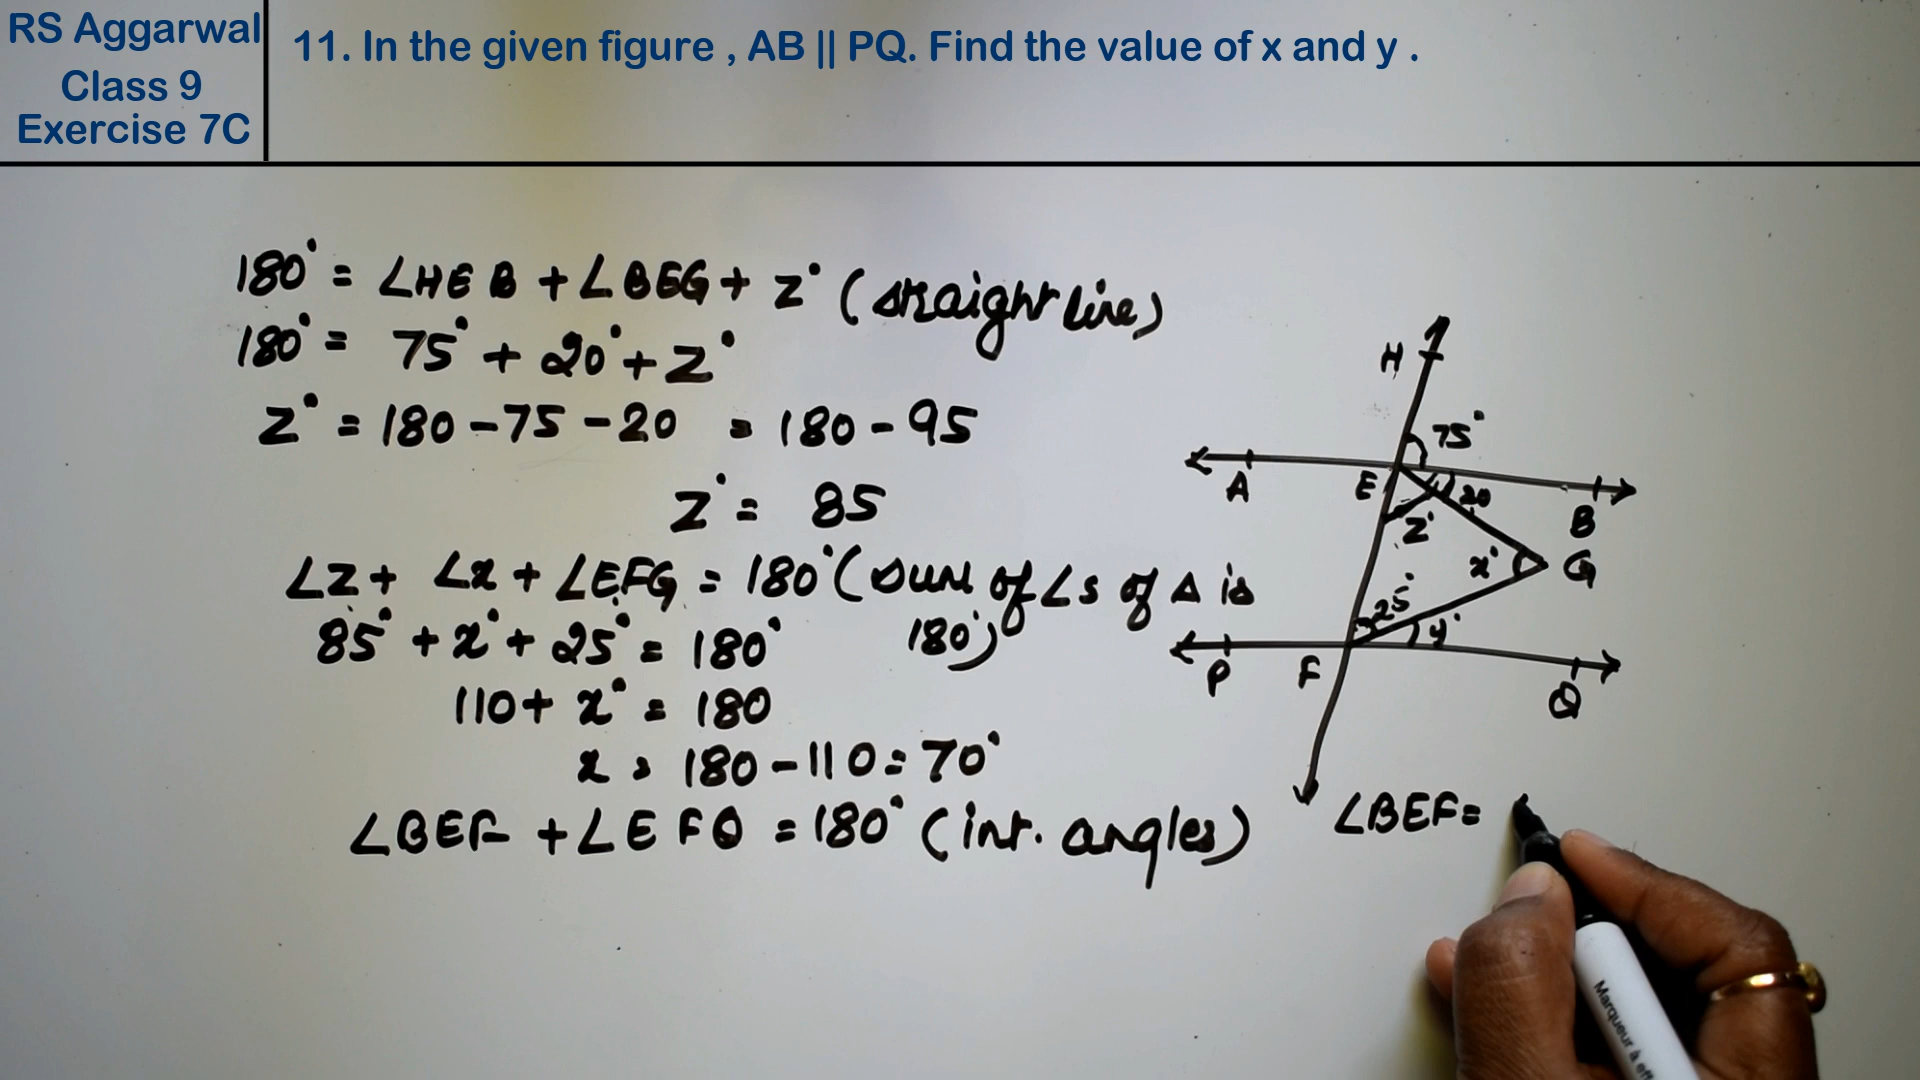 RS Aggarwal
Class 9
Exercise 7C
11. In the given figure , AB || PQ. Find the value of x and y .
180° = ∠HEB + ∠BEG + z° (straight line)
180° = 75° + 20° + z°
z° = 180 - 75 - 20 = 180 - 95
z° = 85
∠z + ∠x + ∠EFG = 180° (sum of ∠s of △ is
180°)
85° + x° + 25° = 180°
110 + x° = 180
x = 180 - 110 = 70°
∠BEF + ∠EFQ = 180° (int. angles)
∠BEF =
H
75°
A
E
20
B
z°
x°
G
25°
y°
P
F
Q
Marqueur à eff